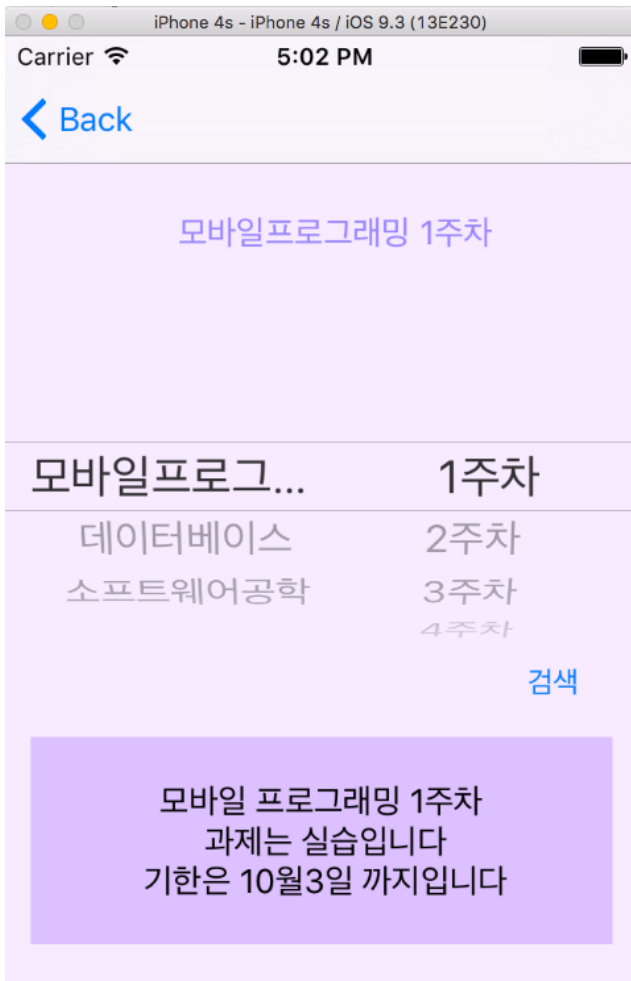 iPhone 4s - iPhone 4s / iOS 9.3 (13E230)
Carrier 5:02 PM
Back
모바일프로그래밍 1주차
모바일프로그... 1주차
데이터베이스 2주차
소프트웨어공학 3주차
4주차
검색
모바일 프로그래밍 1주차
과제는 실습입니다
기한은 10월3일 까지입니다